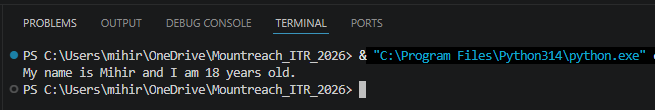 PROBLEMS OUTPUT DEBUG CONSOLE TERMINAL PORTS
PS C:\Users\mihir\OneDrive\Mountreach_ITR_2026> & "C:\Program Files\Python314\python.exe"
My name is Mihir and I am 18 years old.
PS C:\Users\mihir\OneDrive\Mountreach_ITR_2026>